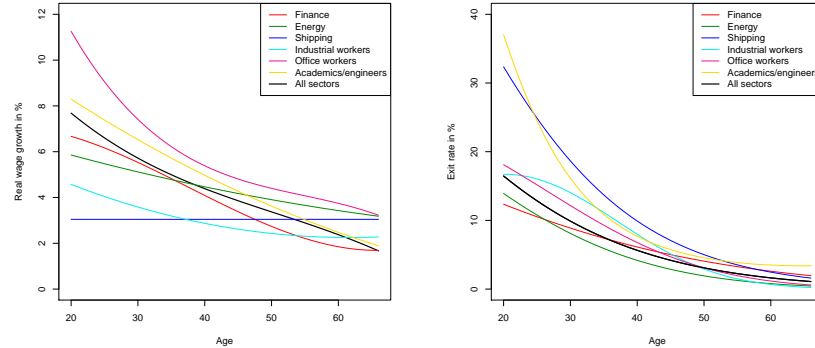 Real wage growth in %
12
10
8
6
4
2
0
20 30 40 50 60
Age
Finance
Energy
Shipping
Industrial workers
Office workers
Academics/engineers
All sectors
Exit rate in %
40
30
20
10
0
20 30 40 50 60
Age
Finance
Energy
Shipping
Industrial workers
Office workers
Academics/engineers
All sectors